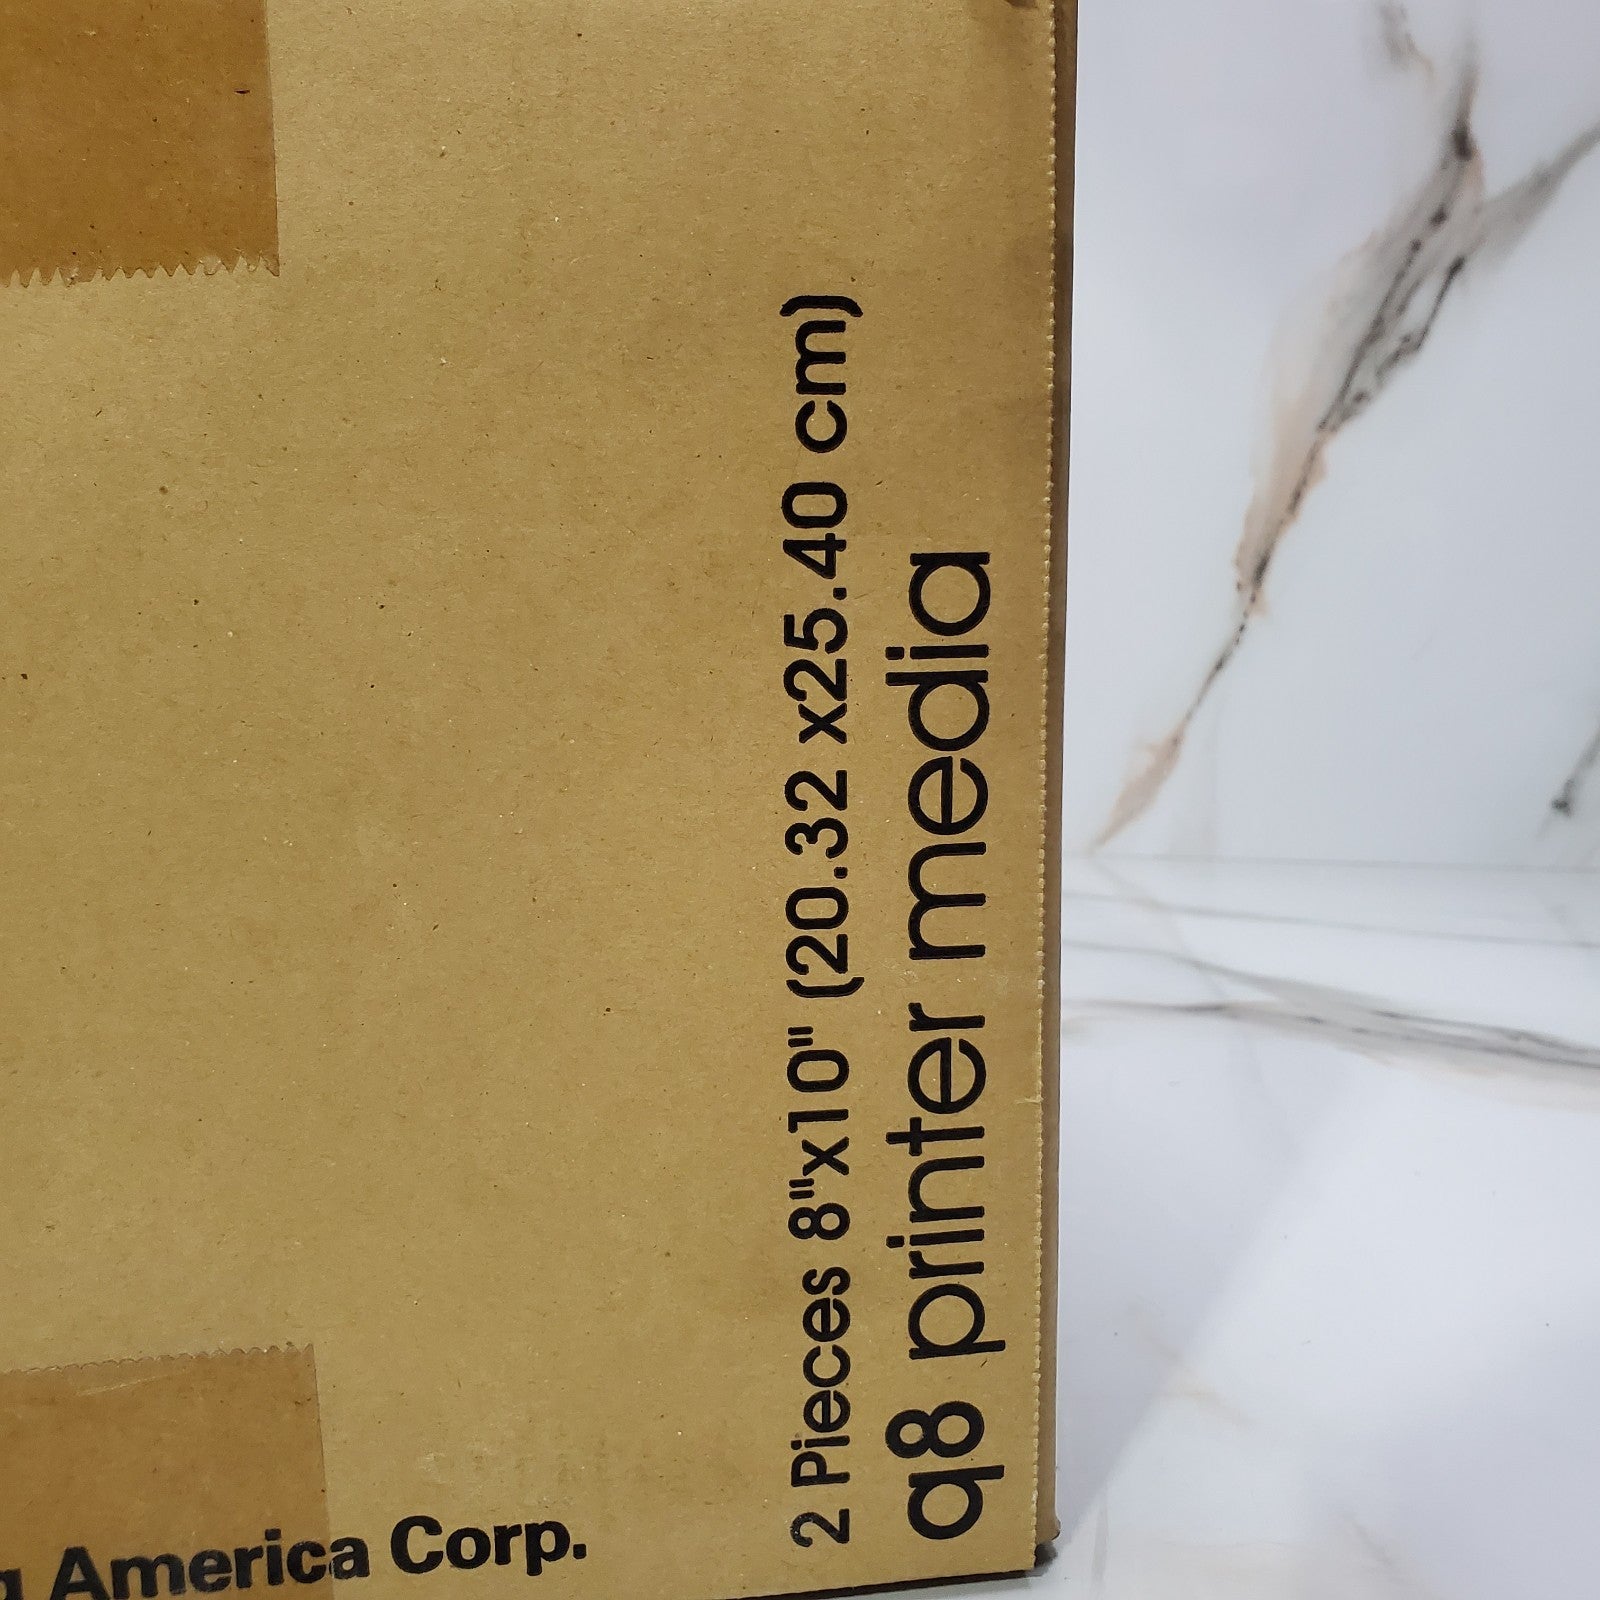 2 Pieces 8"x10" (20.32 x25.40 cm)
q8 printer media
America Corp.